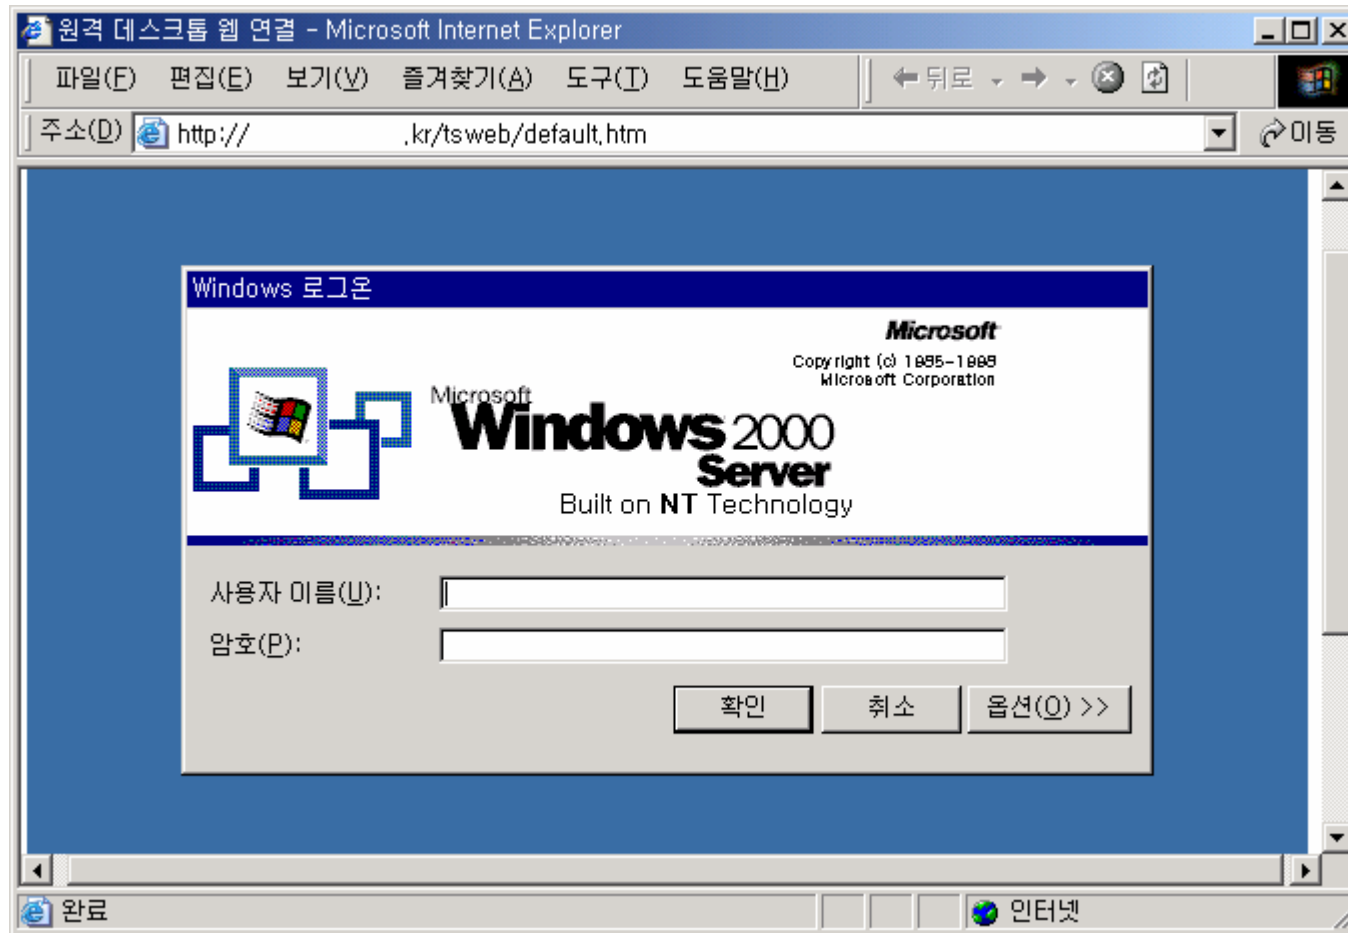 원격 데스크톱 웹 연결 - Microsoft Internet Explorer
파일(F) 편집(E) 보기(V) 즐겨찾기(A) 도구(T) 도움말(H) 뒤로
주소(D) http:// .kr/tsweb/default.htm 이동
Windows 로그온
Microsoft
Copyright (c) 1985-1999
Microsoft Corporation
Microsoft
Windows 2000
Server
Built on NT Technology
사용자 이름(U):
암호(P):
확인 취소 옵션(O) >>
완료 인터넷